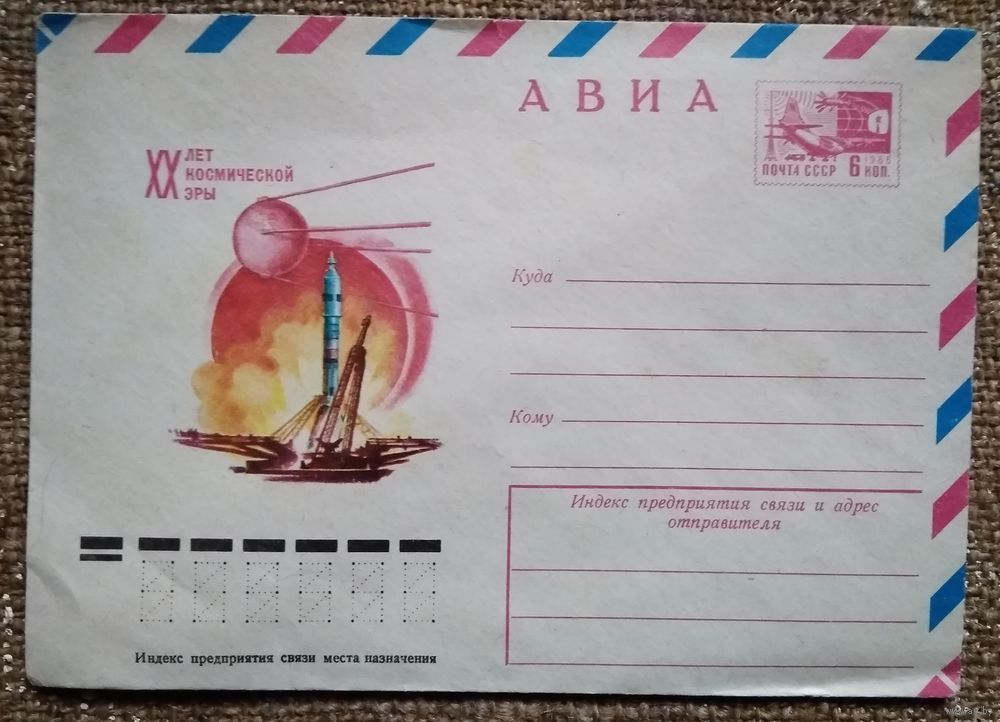 АВИА
XX ЛЕТ
КОСМИЧЕСКОЙ
ЭРЫ
1966
ПОЧТА СССР 6 КОП.
Куда
Кому
Индекс предприятия связи и адрес
отправителя
Индекс предприятия связи места назначения